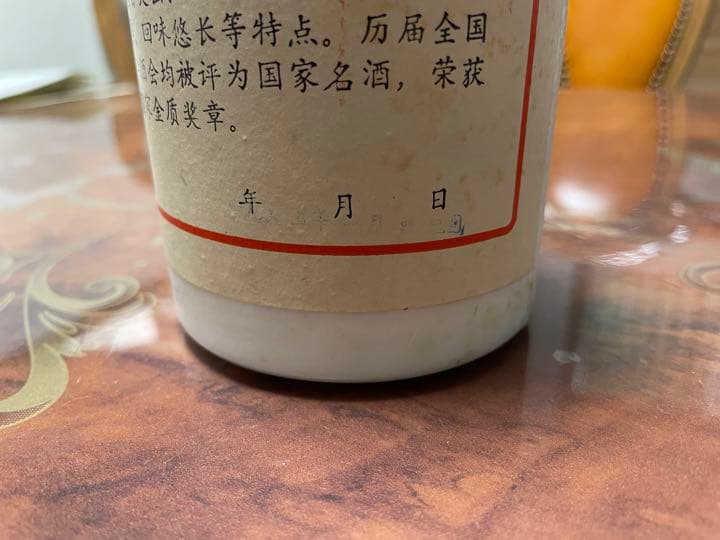 回味悠长等特点。历届全国
酒会均被评为国家名酒，荣获
金质奖章。
年 月 日